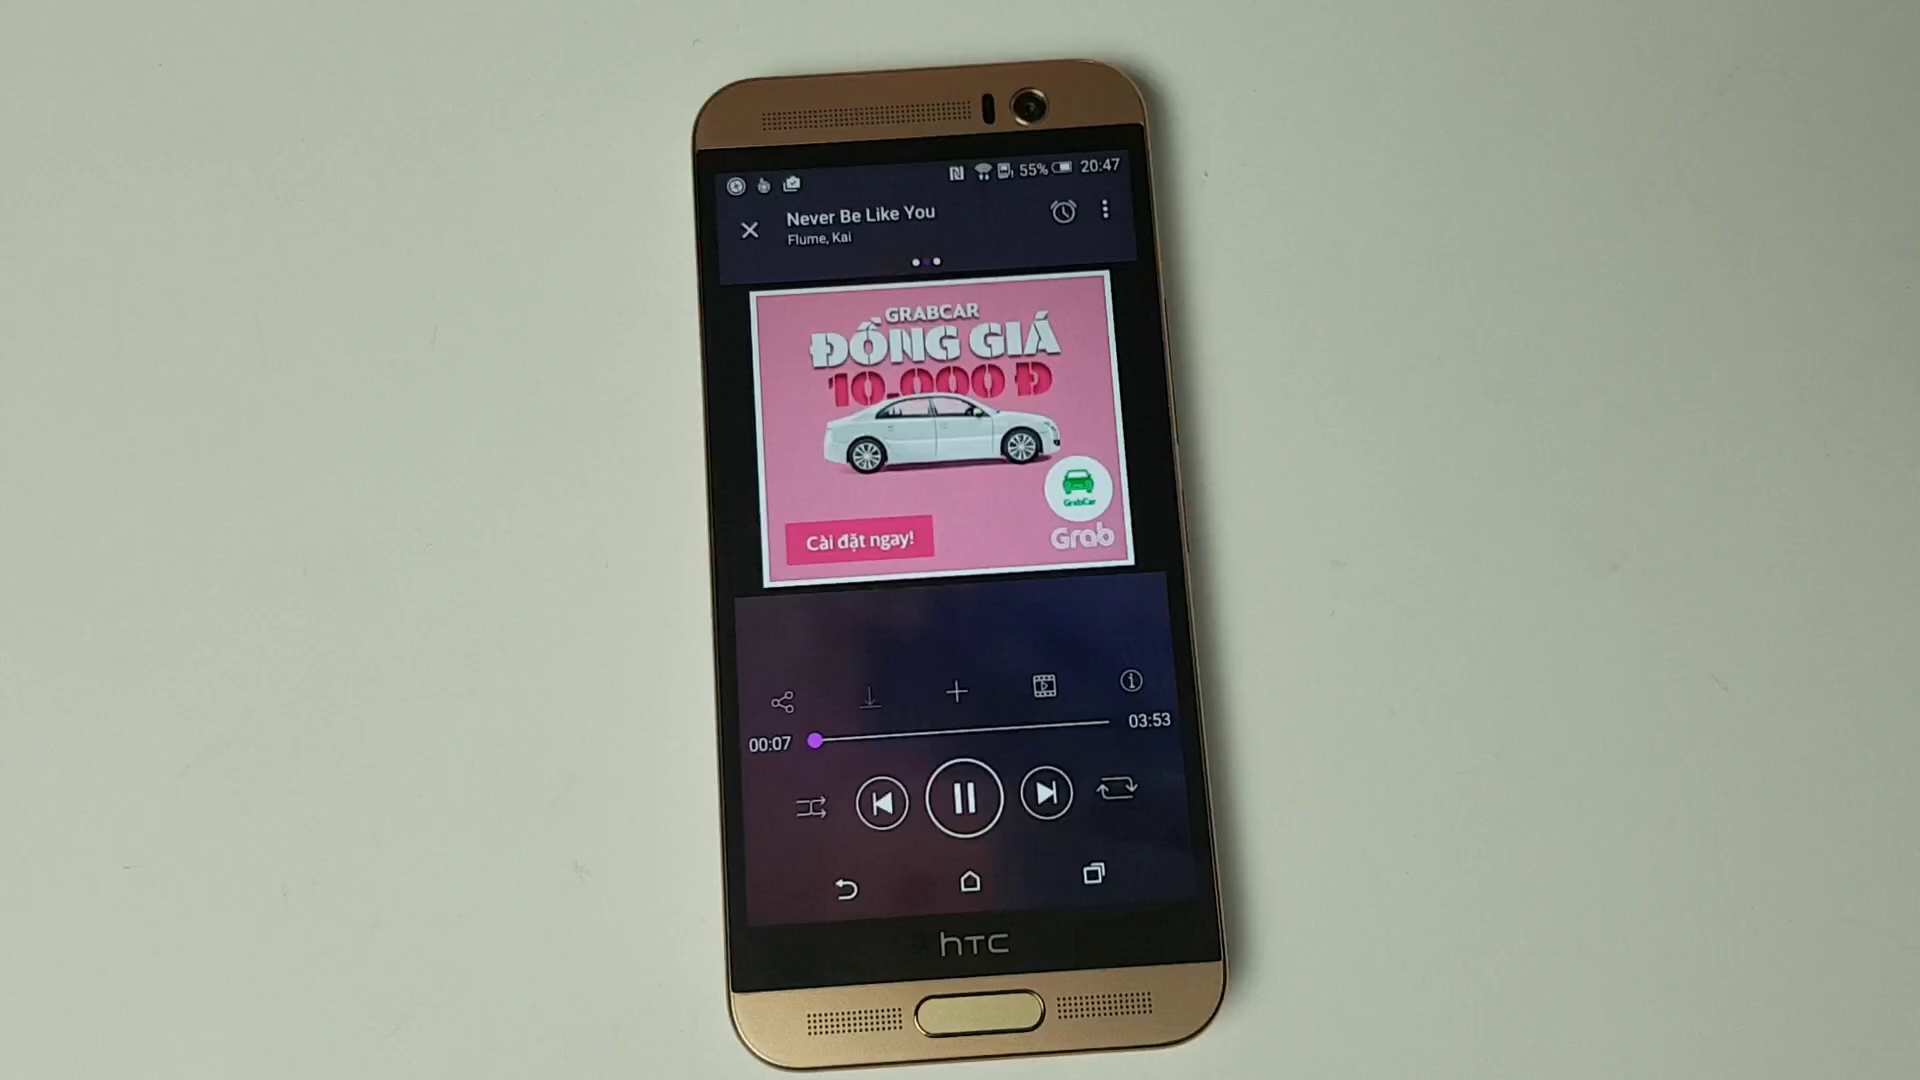 55% 20:47
Never Be Like You
Flume, Kai
GRABCAR
ĐỒNG GIÁ
10.000 Đ
GrabCar
Cài đặt ngay!
Grab
00:07
03:53
hTC